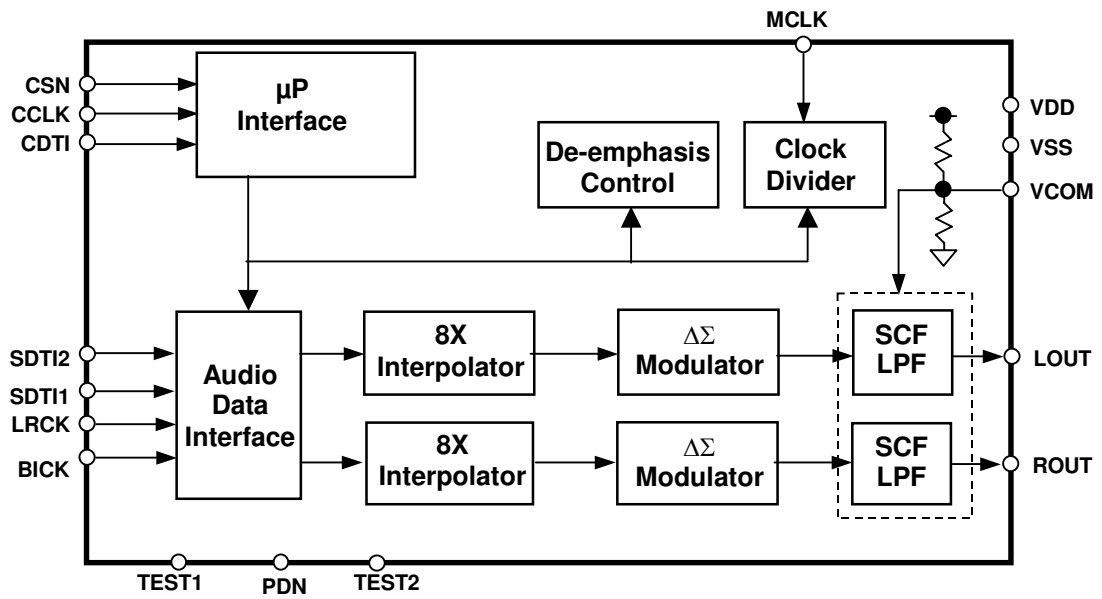 MCLK
CSN
CCLK
CDTI
µP
Interface
De-emphasis
Control
Clock
Divider
VDD
VSS
VCOM
SDTI2
SDTI1
LRCK
BICK
Audio
Data
Interface
8X
Interpolator
ΔΣ
Modulator
SCF
LPF
LOUT
8X
Interpolator
ΔΣ
Modulator
SCF
LPF
ROUT
TEST1
PDN
TEST2